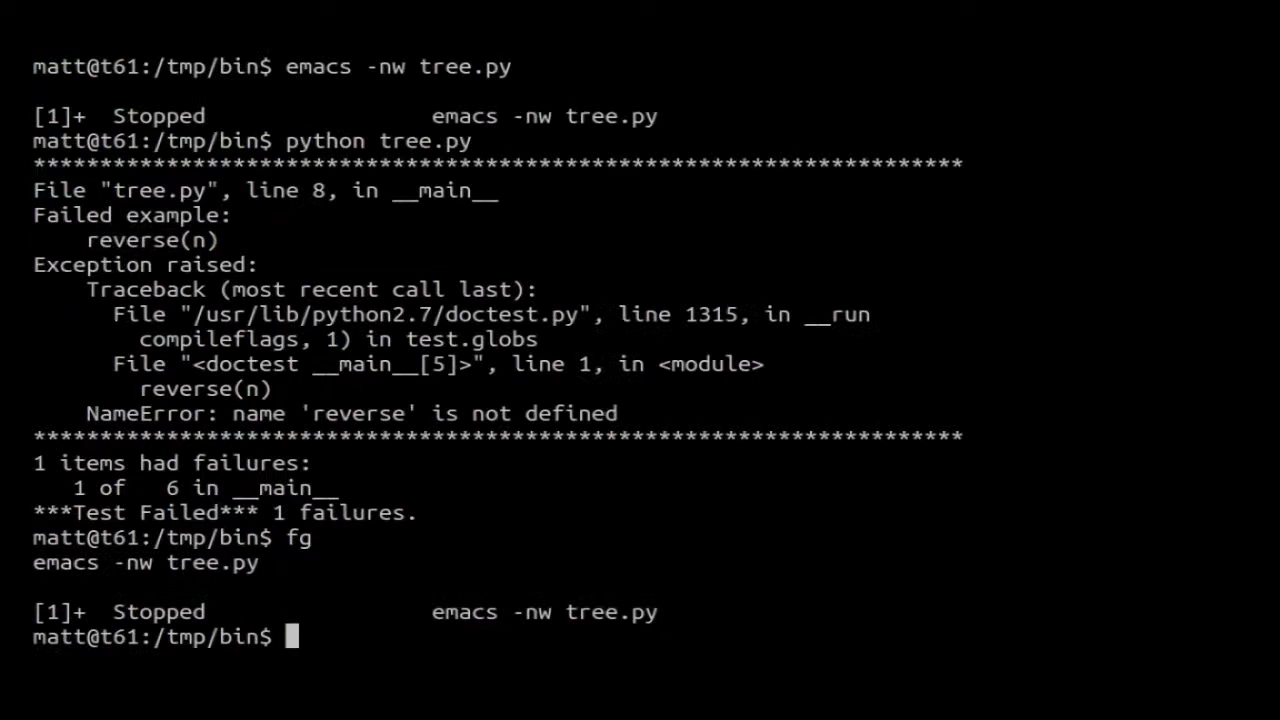 matt@t61:/tmp/bin$ emacs -nw tree.py
[1]+  Stopped                 emacs -nw tree.py
matt@t61:/tmp/bin$ python tree.py
**********************************************************************
File "tree.py", line 8, in __main__
Failed example:
    reverse(n)
Exception raised:
    Traceback (most recent call last):
      File "/usr/lib/python2.7/doctest.py", line 1315, in __run
        compileflags, 1) in test.globs
      File "<doctest __main__[5]>", line 1, in <module>
        reverse(n)
    NameError: name 'reverse' is not defined
**********************************************************************
1 items had failures:
   1 of   6 in __main__
***Test Failed*** 1 failures.
matt@t61:/tmp/bin$ fg
emacs -nw tree.py
[1]+  Stopped                 emacs -nw tree.py
matt@t61:/tmp/bin$